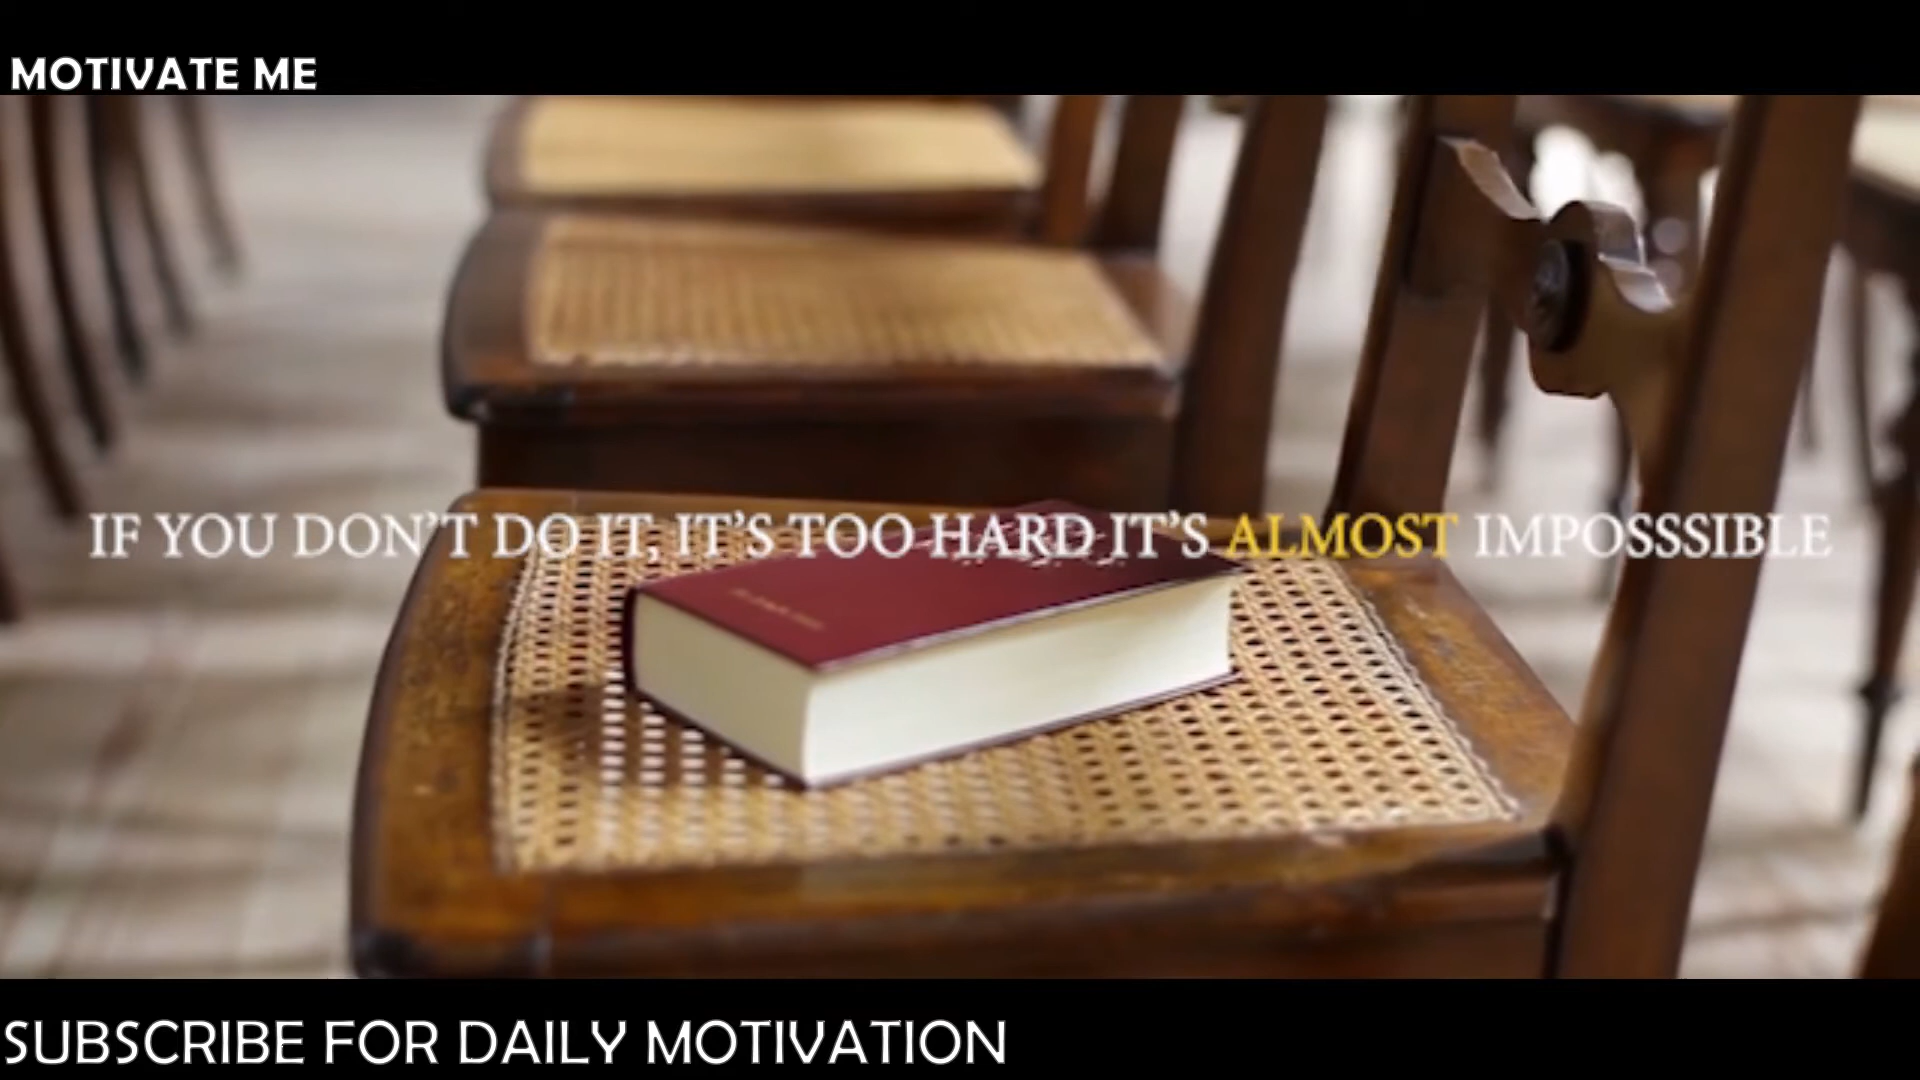 MOTIVATE ME
IF YOU DON'T DO IT, IT'S TOO HARD IT'S ALMOST IMPOSSSIBLE
SUBSCRIBE FOR DAILY MOTIVATION